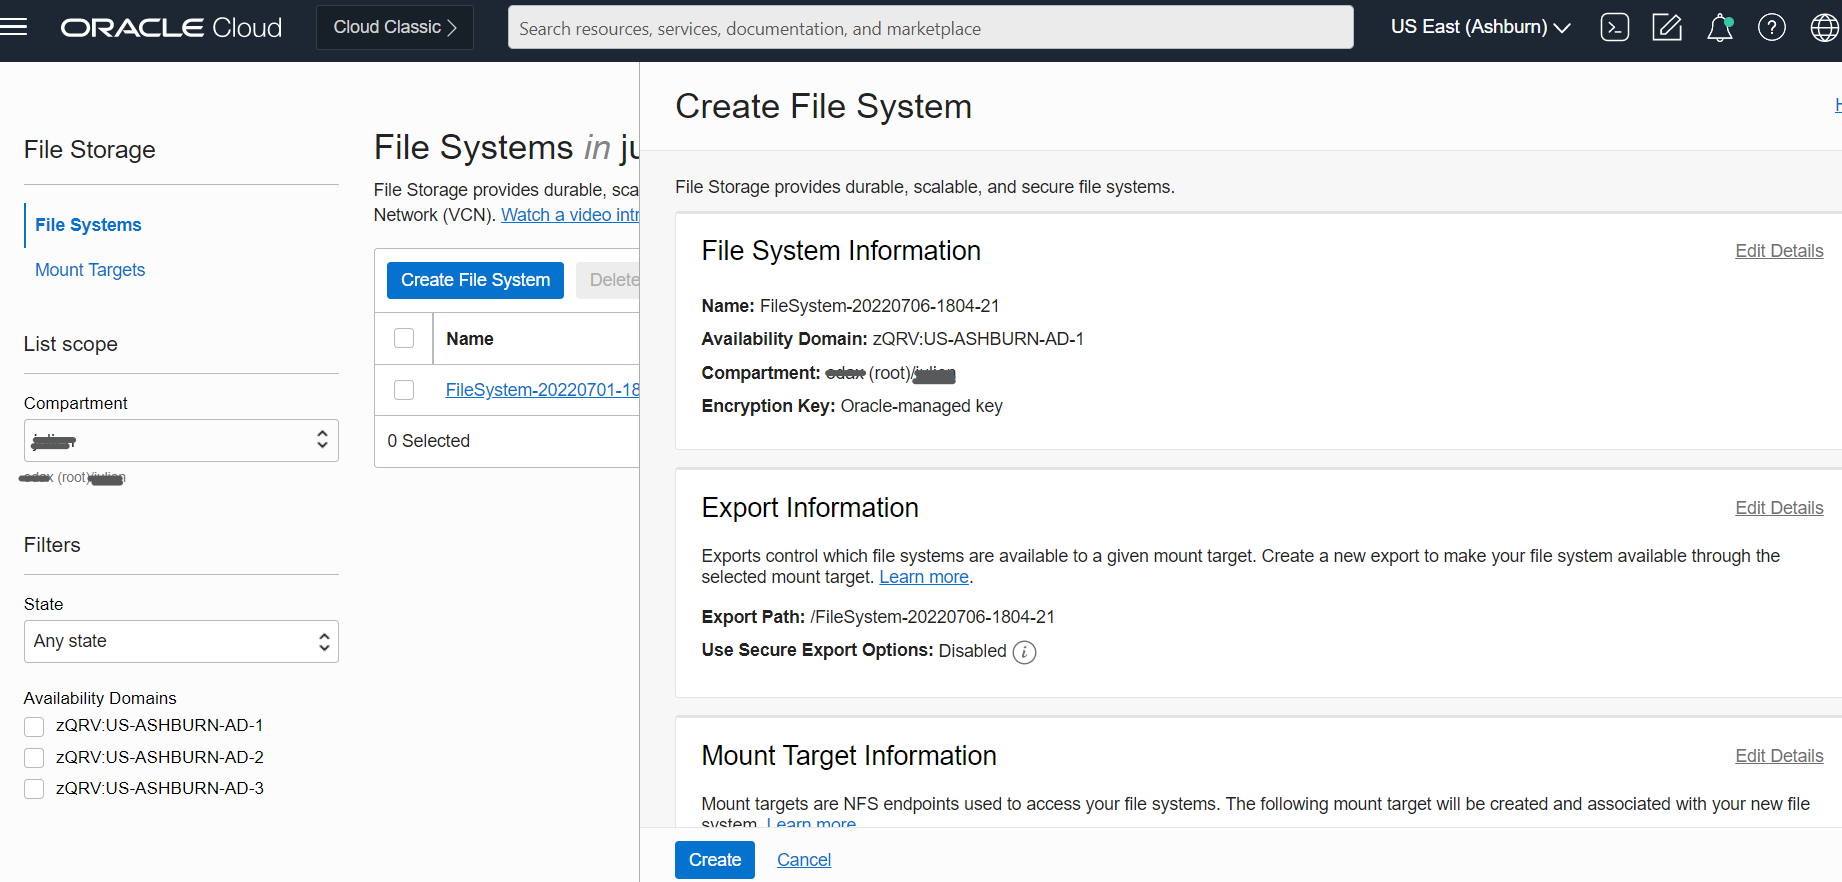 ORACLE Cloud
Cloud Classic
Search resources, services, documentation, and marketplace
US East (Ashburn)
File Storage
File Systems
Mount Targets
List scope
Compartment
(root)/
Filters
State
Any state
Availability Domains
zQRV:US-ASHBURN-AD-1
zQRV:US-ASHBURN-AD-2
zQRV:US-ASHBURN-AD-3
File Systems in
File Storage provides durable, sca
Network (VCN). Watch a video intr
Create File System
Delete
Name
FileSystem-20220701-18
0 Selected
Create File System
H
File Storage provides durable, scalable, and secure file systems.
File System Information
Edit Details
Name: FileSystem-20220706-1804-21
Availability Domain: zQRV:US-ASHBURN-AD-1
Compartment: (root)/
Encryption Key: Oracle-managed key
Export Information
Edit Details
Exports control which file systems are available to a given mount target. Create a new export to make your file system available through the
selected mount target. Learn more.
Export Path: /FileSystem-20220706-1804-21
Use Secure Export Options: Disabled
Mount Target Information
Edit Details
Mount targets are NFS endpoints used to access your file systems. The following mount target will be created and associated with your new file
system. Learn more
Create
Cancel